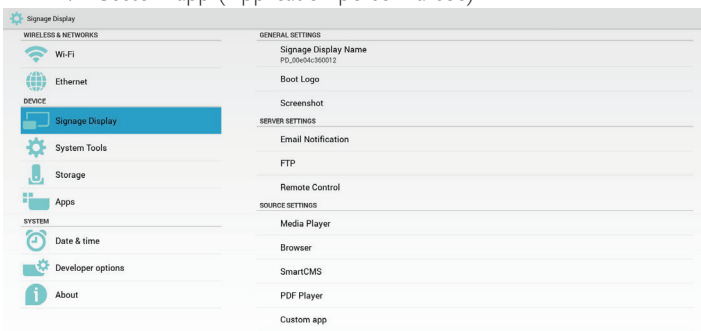 Signage Display
WIRELESS & NETWORKS
Wi-Fi
Ethernet
DEVICE
Signage Display
System Tools
Storage
Apps
SYSTEM
Date & time
Developer options
About
GENERAL SETTINGS
Signage Display Name
PD_00e04c360012
Boot Logo
Screenshot
SERVER SETTINGS
Email Notification
FTP
Remote Control
SOURCE SETTINGS
Media Player
Browser
SmartCMS
PDF Player
Custom app